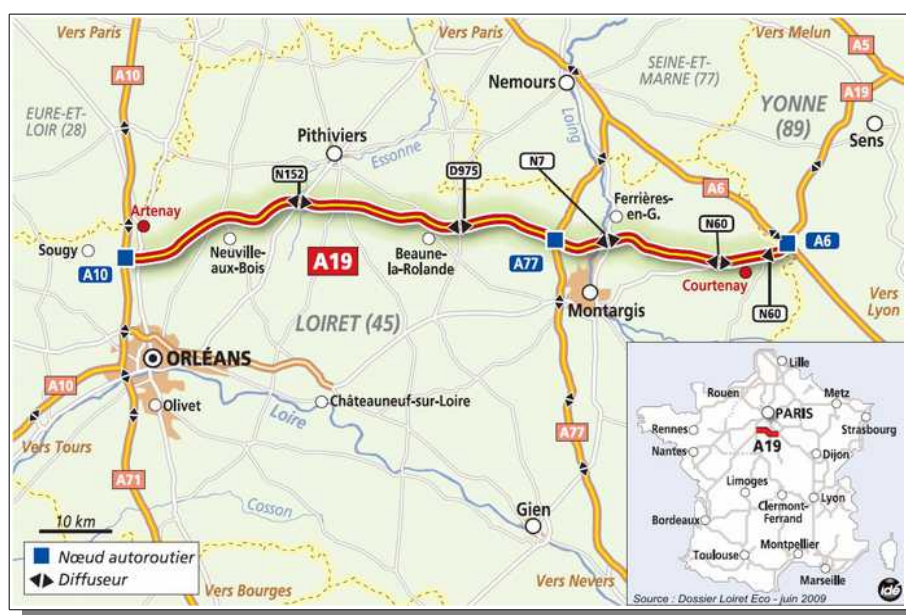 Vers Paris
Vers Paris
Vers Melun
A10
A5
SEINE-ET-
MARNE (77)
A19
Nemours
YONNE
(89)
EURE-ET-
LOIR (28)
Loing
Sens
Pithiviers
Essonne
N152
D975
N7
A6
Ferrières-
en-G.
Artenay
N60
Sougy
Neuville-
aux-Bois
A19
Beaune-
la-Rolande
A10
A77
A6
Courtenay
N60
Montargis
Vers
Lyon
LOIRET (45)
ORLÉANS
A10
Olivet
Châteauneuf-sur-Loire
Loire
Vers Tours
A77
A71
Cosson
Gien
10 km
Nœud autoroutier
Diffuseur
Vers Bourges
Vers Nevers
Lille
Rouen
Metz
PARIS
Rennes
Strasbourg
A19
Nantes
Dijon
Limoges
Lyon
Clermont-
Ferrand
Bordeaux
Montpellier
Toulouse
Marseille
Source : Dossier Loiret Eco - juin 2009
idé